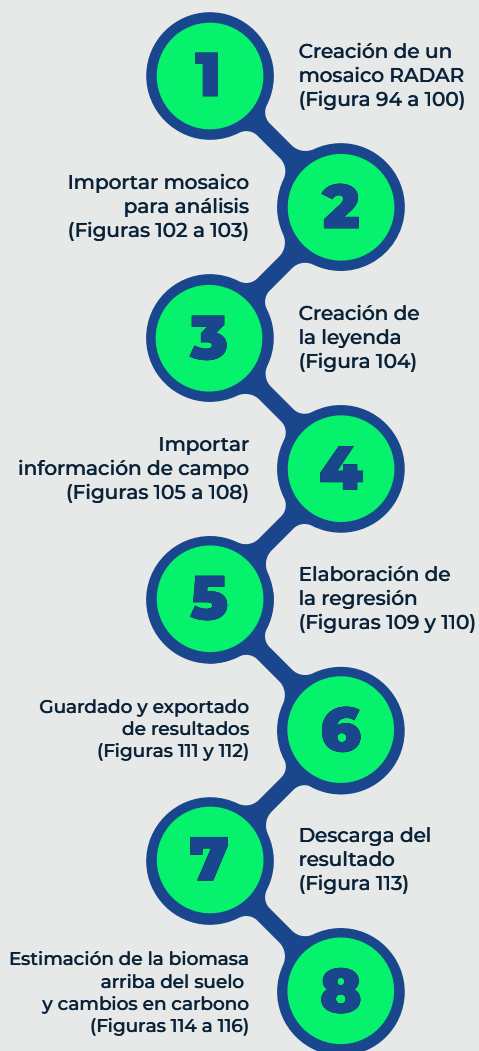 1
Creación de un
mosaico RADAR
(Figura 94 a 100)
Importar mosaico
para análisis
(Figuras 102 a 103)
2
3
Creación de
la leyenda
(Figura 104)
Importar
información de campo
(Figuras 105 a 108)
4
5
Elaboración de
la regresión
(Figuras 109 y 110)
Guardado y exportado
de resultados
(Figuras 111 y 112)
6
7
Descarga del
resultado
(Figura 113)
Estimación de la biomasa
arriba del suelo
y cambios en carbono
(Figuras 114 a 116)
8